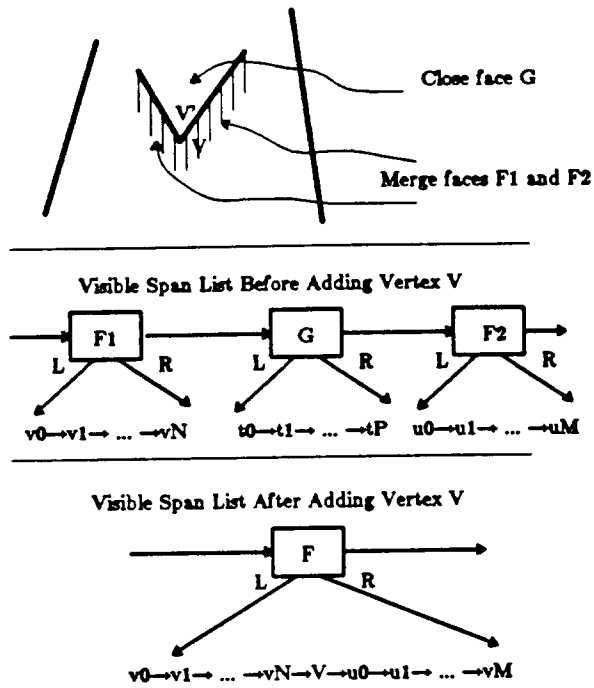 Close face G
V'
V
Merge faces F1 and F2
Visible Span List Before Adding Vertex V
F1 G F2
L R L R L R
v0→v1→ ... →vN t0→t1→ ... →tP u0→u1→ ... →uM
Visible Span List After Adding Vertex V
F
L R
v0→v1→ ... →vN→V→u0→u1→ ... →vM